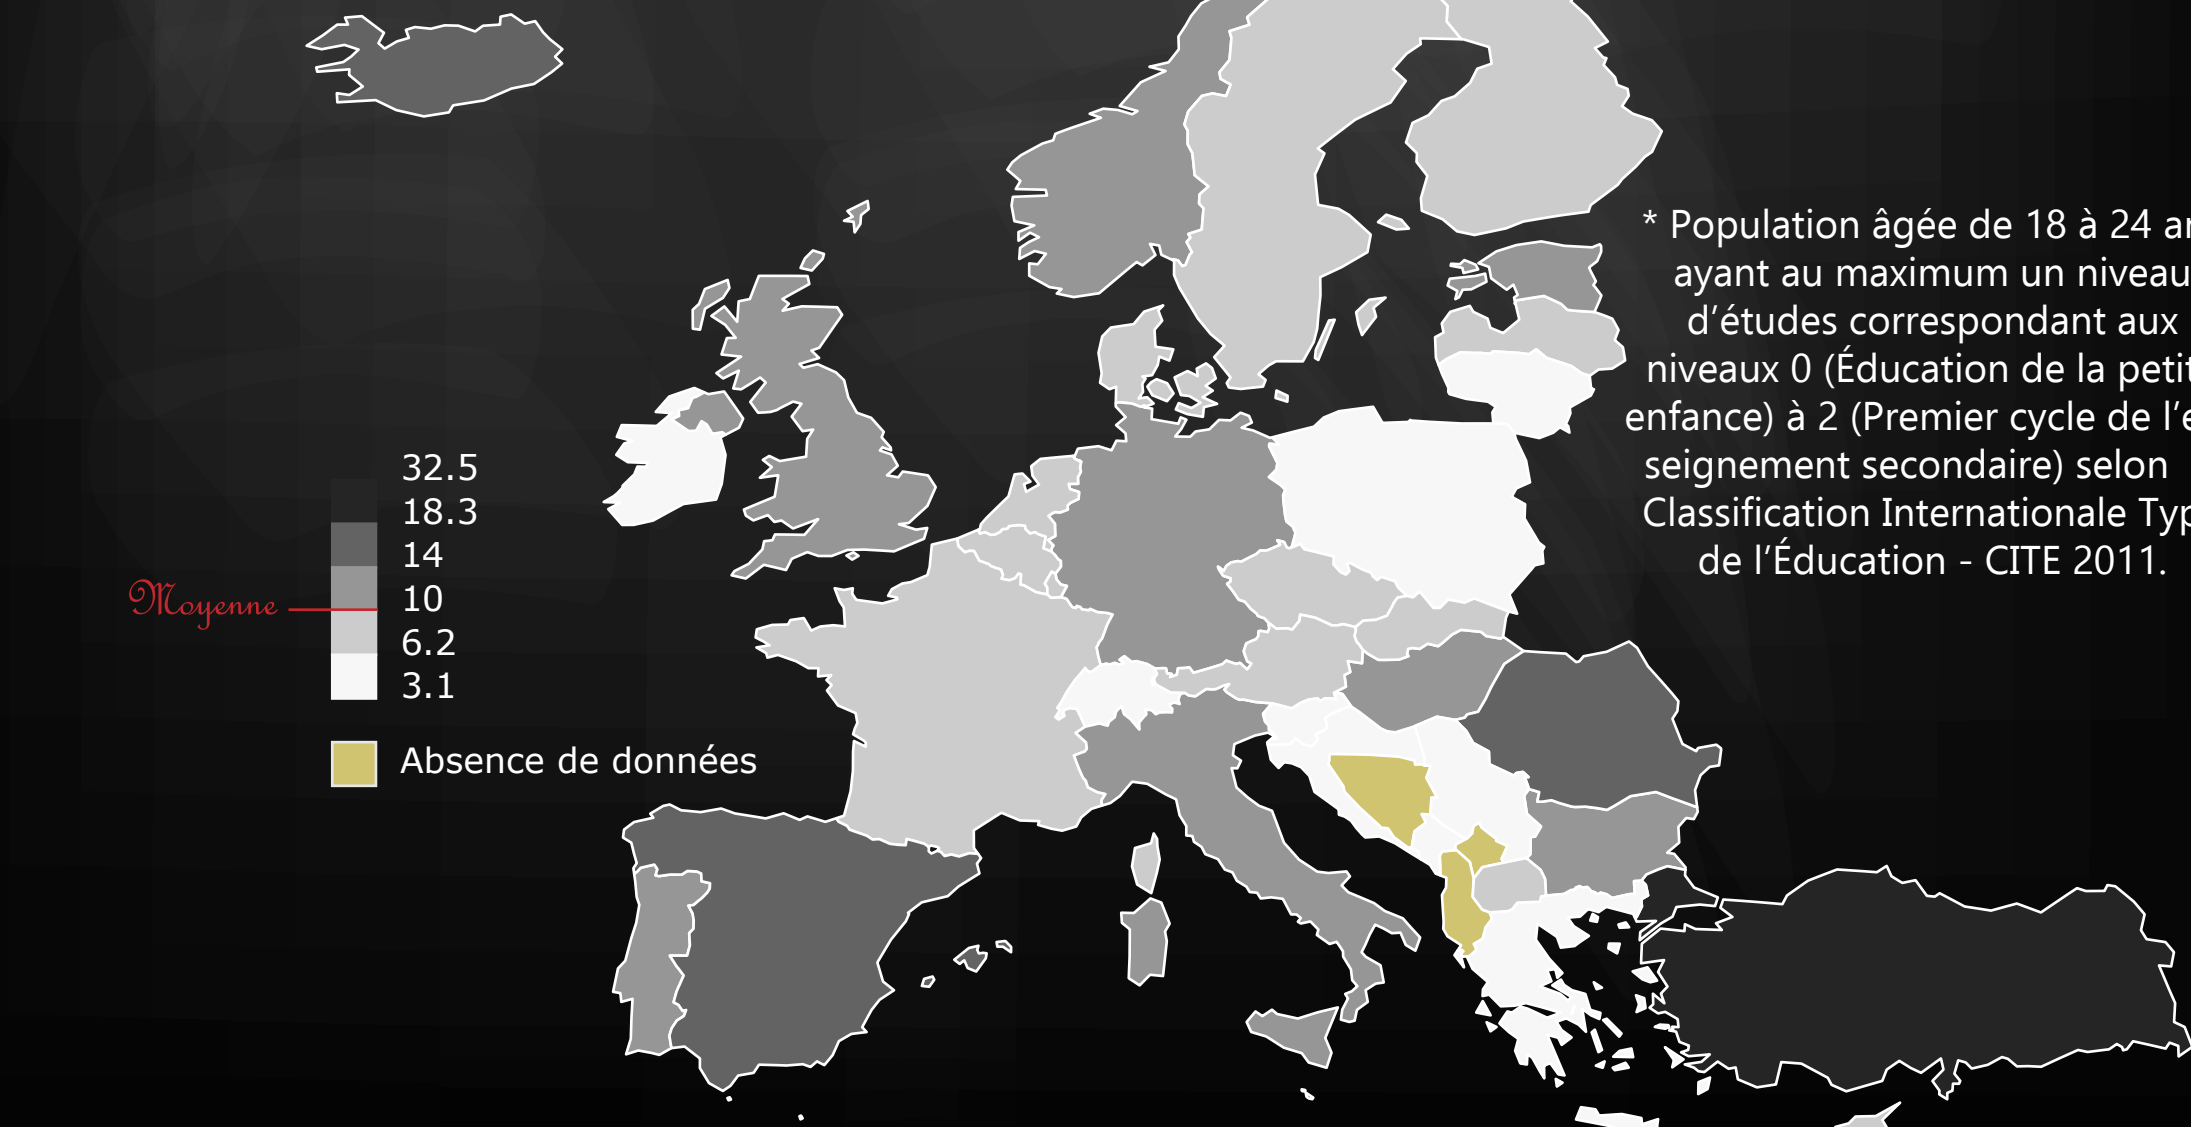 * Population âgée de 18 à 24 an
ayant au maximum un niveau
d’études correspondant aux
niveaux 0 (Éducation de la petit
enfance) à 2 (Premier cycle de l’e
seignement secondaire) selon
Classification Internationale Typ
de l’Éducation - CITE 2011.
32.5
18.3
14
10
6.2
3.1
Moyenne
Absence de données